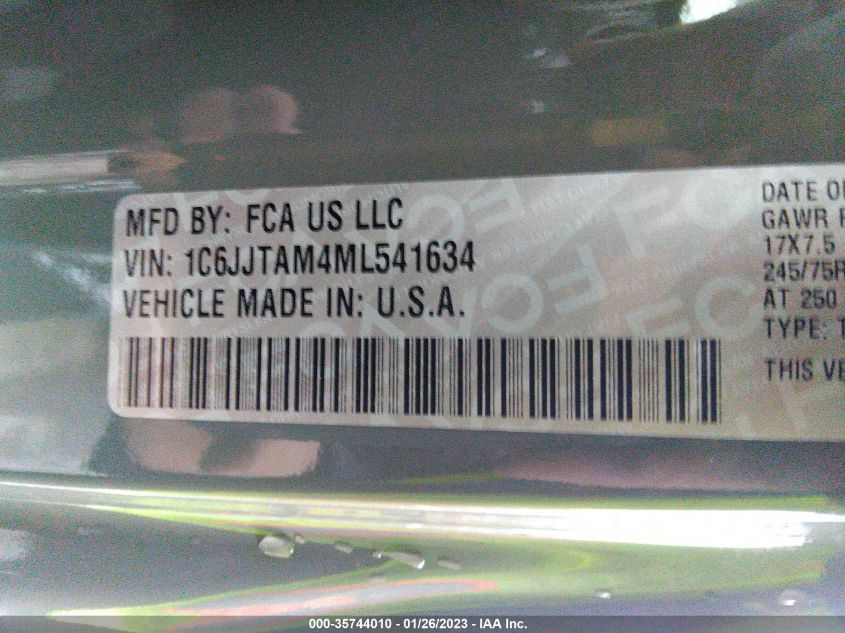 MFD BY: FCA US LLC
VIN: 1C6JJTAM4ML541634
VEHICLE MADE IN: U.S.A.
DATE O
GAWR
17X7.5
245/75R
AT 250
TYPE: T
THIS VE
000-35744010 - 01/26/2023 - IAA Inc.